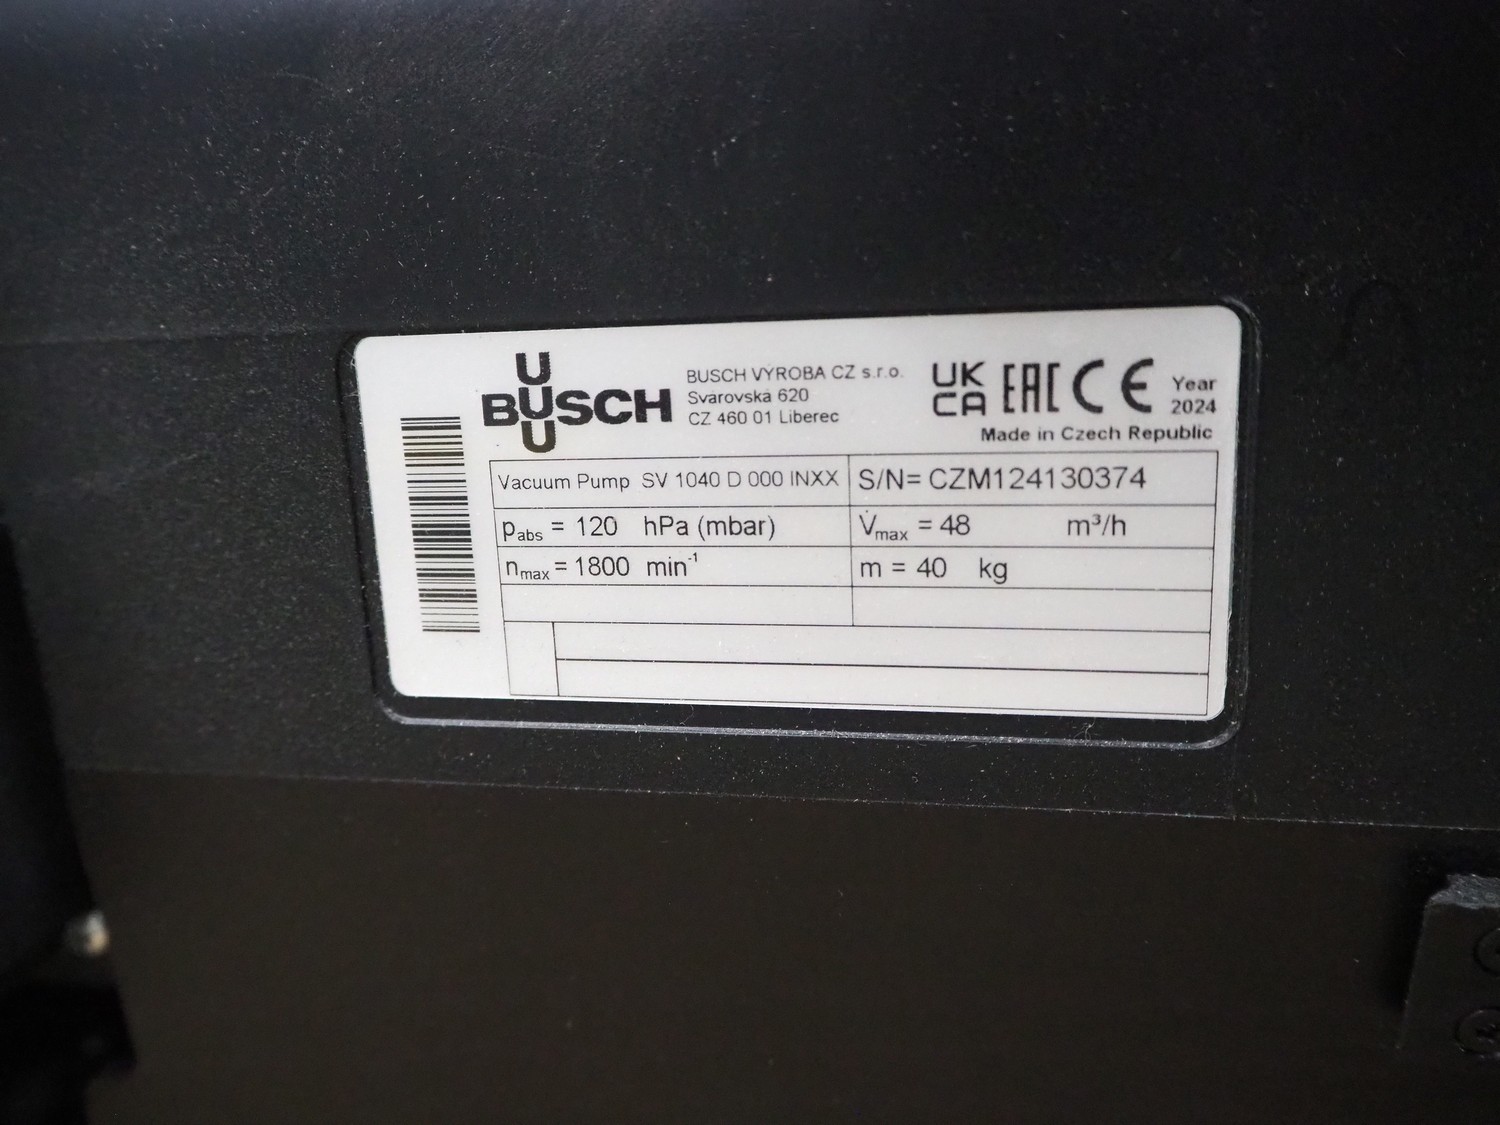 BUSCH
BUSCH VYROBA CZ s.r.o.
Svárovská 620
CZ 460 01 Liberec
UK CA EAC CE
Year
2024
Made in Czech Republic
Vacuum Pump SV 1040 D 000 INXX
S/N= CZM124130374
pabs = 120 hPa (mbar)
V̇max = 48 m³/h
nmax = 1800 min⁻¹
m = 40 kg